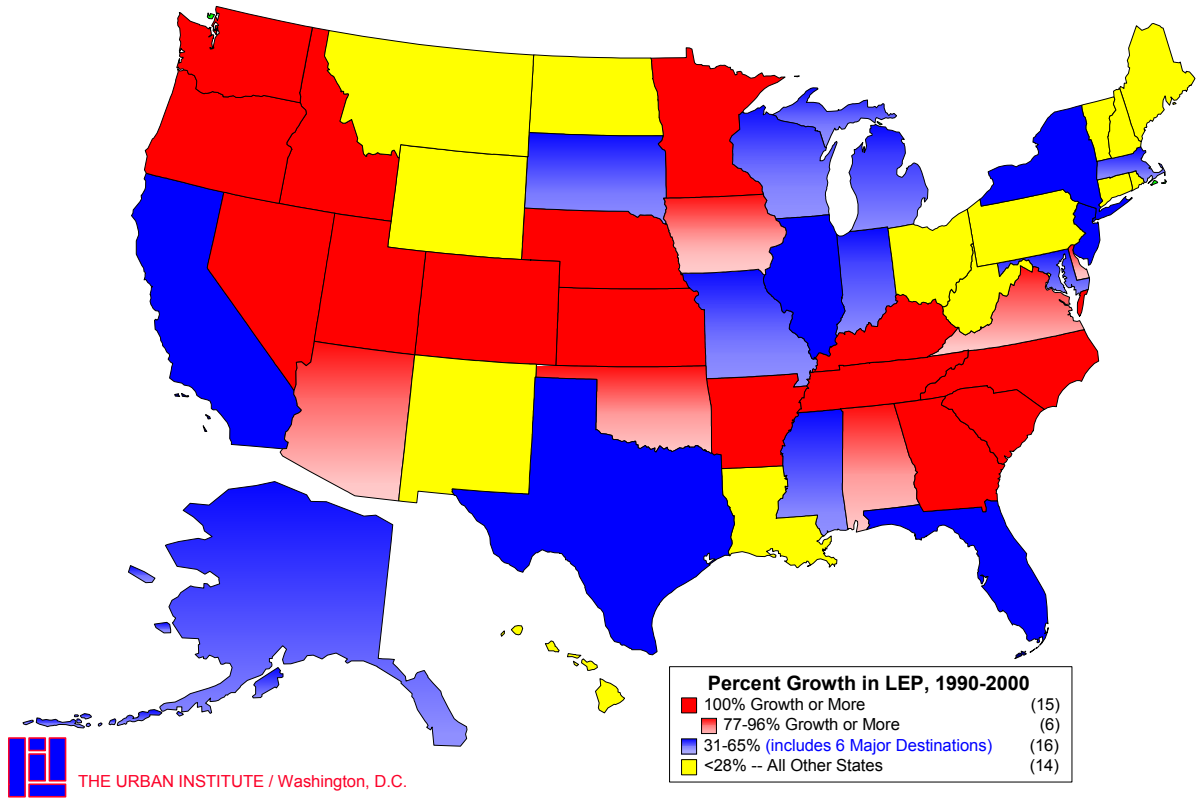 Percent Growth in LEP, 1990-2000
100% Growth or More (15)
77-96% Growth or More (6)
31-65% (includes 6 Major Destinations) (16)
<28% -- All Other States (14)
THE URBAN INSTITUTE / Washington, D.C.